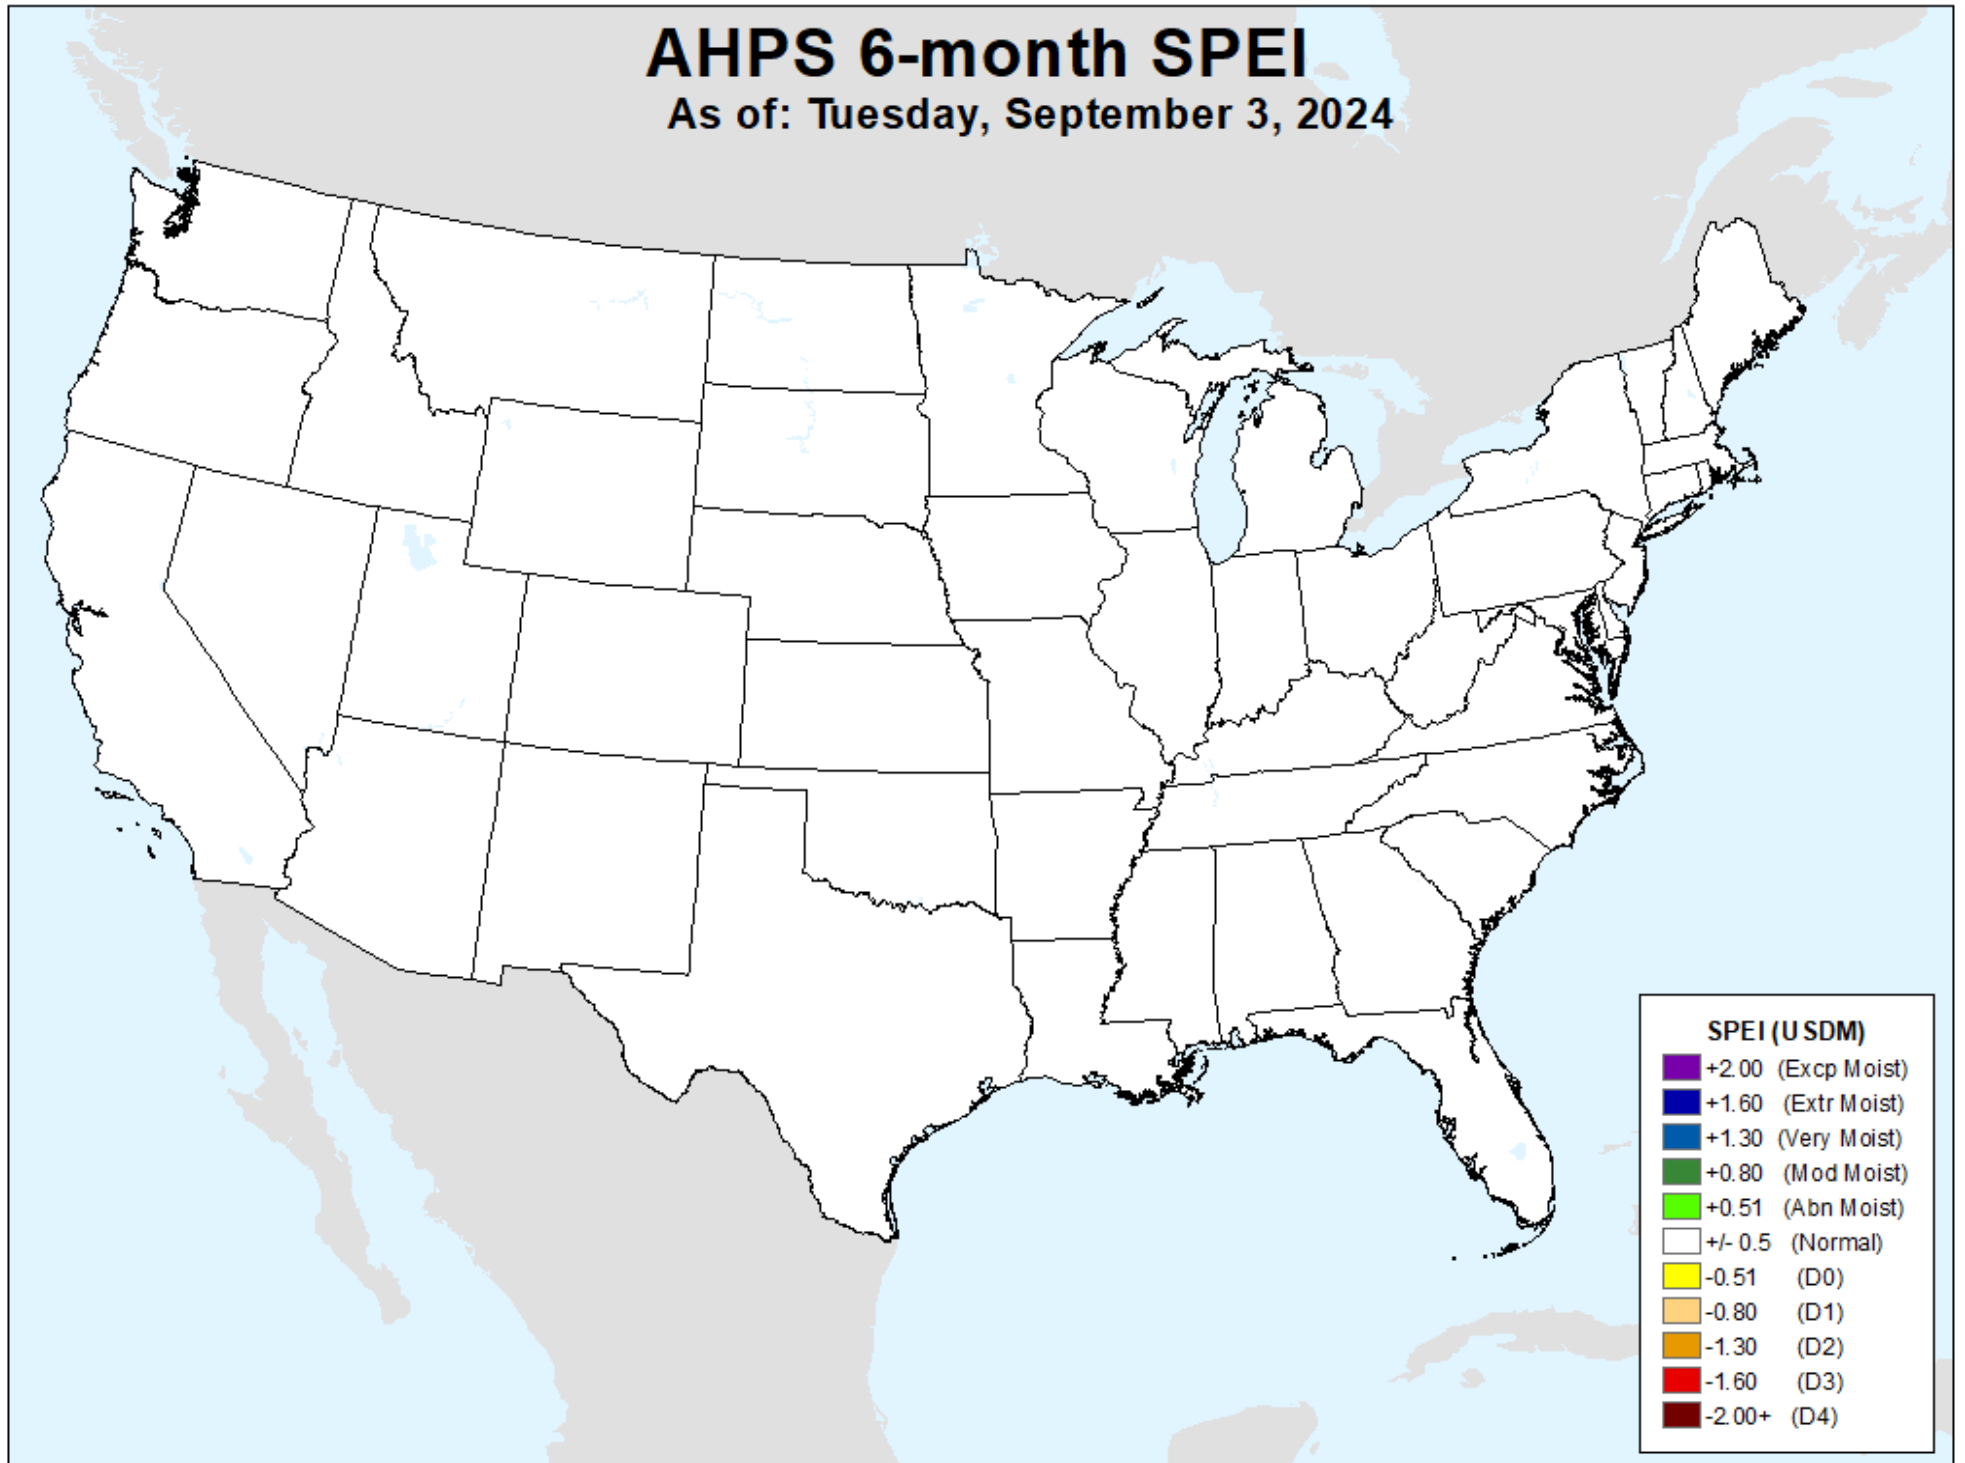 AHPS 6-month SPEI
As of: Tuesday, September 3, 2024
SPEI (USDM)
+2.00 (Excp Moist)
+1.60 (Extr Moist)
+1.30 (Very Moist)
+0.80 (Mod Moist)
+0.51 (Abn Moist)
+/- 0.5 (Normal)
-0.51 (D0)
-0.80 (D1)
-1.30 (D2)
-1.60 (D3)
-2.00+ (D4)